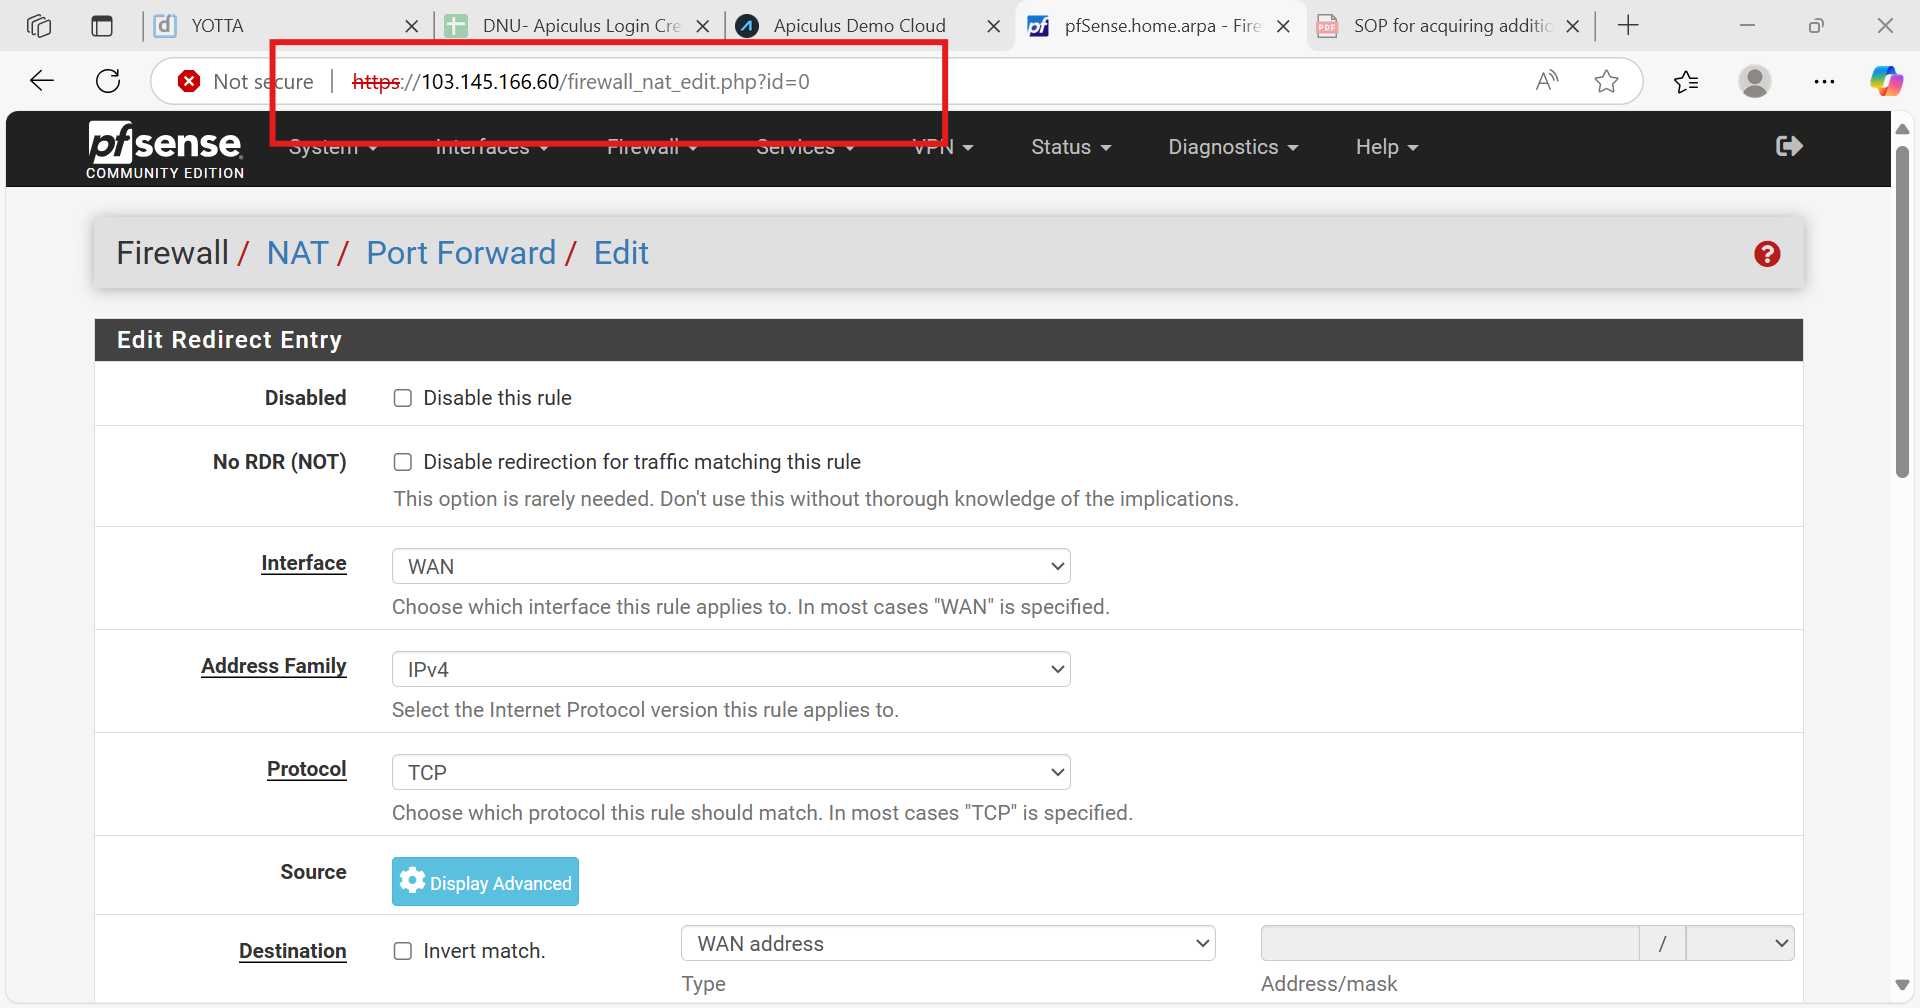 YOTTA
DNU- Apiculus Login Cre
Apiculus Demo Cloud
pfSense.home.arpa - Fire
SOP for acquiring additio
Not secure
https://103.145.166.60/firewall_nat_edit.php?id=0
pfsense
COMMUNITY EDITION
System
Interfaces
Firewall
Services
VPN
Status
Diagnostics
Help
Firewall / NAT / Port Forward / Edit
Edit Redirect Entry
Disabled
Disable this rule
No RDR (NOT)
Disable redirection for traffic matching this rule
This option is rarely needed. Don't use this without thorough knowledge of the implications.
Interface
WAN
Choose which interface this rule applies to. In most cases "WAN" is specified.
Address Family
IPv4
Select the Internet Protocol version this rule applies to.
Protocol
TCP
Choose which protocol this rule should match. In most cases "TCP" is specified.
Source
Display Advanced
Destination
Invert match.
WAN address
/
Type
Address/mask